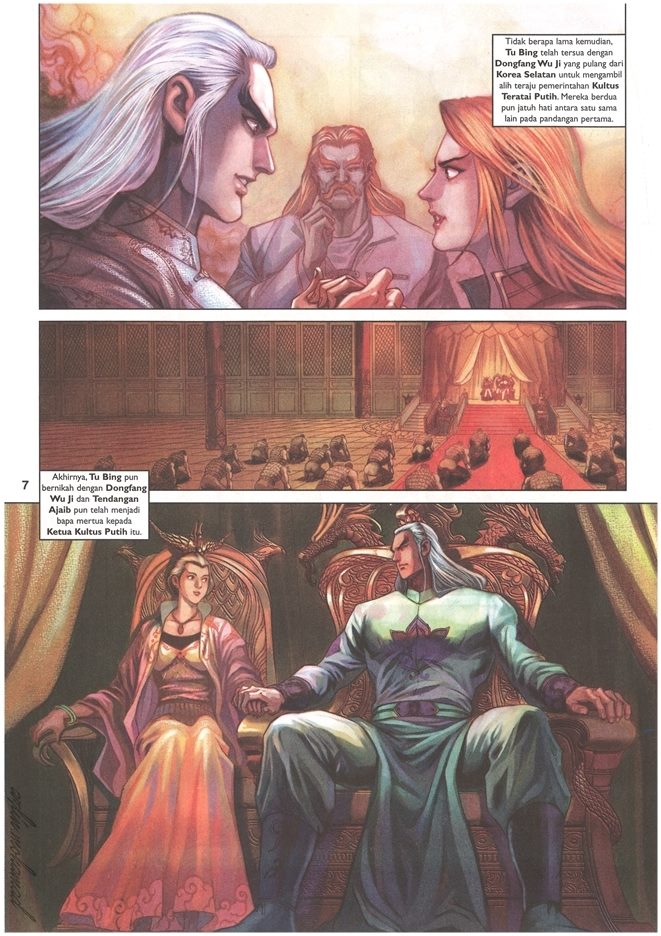 Tidak berapa lama kemudian,
Tu Bing telah tersua dengan
Dongfang Wu Ji yang pulang dari
Korea Selatan untuk mengambil
alih teraju pemerintahan Kultus
Teratai Putih. Mereka berdua
pun jatuh hati antara satu sama
lain pada pandangan pertama.
7
Akhirnya, Tu Bing pun
bernikah dengan Dongfang
Wu Ji dan Tendangan
Ajaib pun telah menjadi
bapa mertua kepada
Ketua Kultus Putih itu.